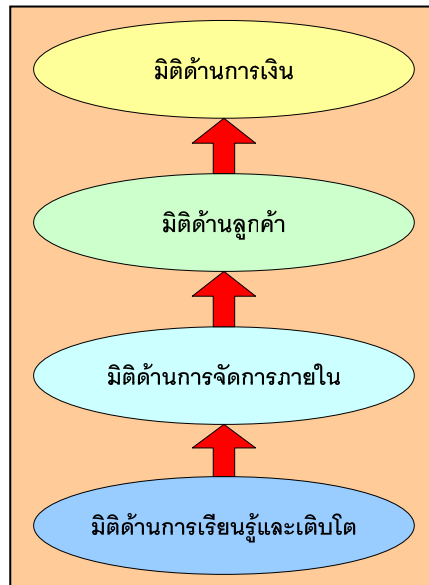 มิติด้านการเงิน
มิติด้านลูกค้า
มิติด้านการจัดการภายใน
มิติด้านการเรียนรู้และเติบโต